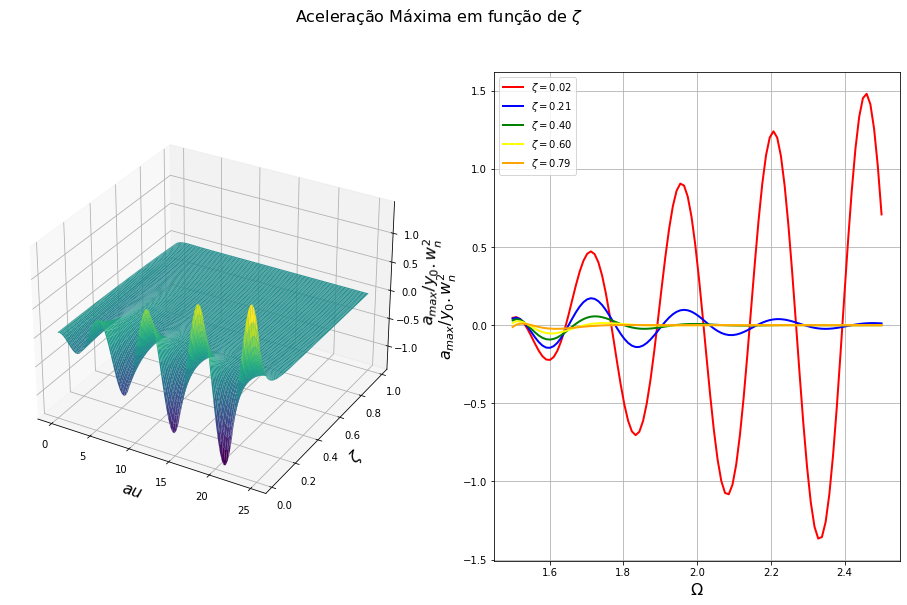 Aceleração Máxima em função de ζ
1.0
0.5
0.0
−0.5
−1.0
a_max/y_0.w_n^2
0
5
10
15
20
25
au
0.0
0.2
0.4
0.6
0.8
1.0
ζ
ζ = 0.02
ζ = 0.21
ζ = 0.40
ζ = 0.60
ζ = 0.79
1.5
1.0
0.5
0.0
−0.5
−1.0
−1.5
a_max/y_0.w_n^2
1.6
1.8
2.0
2.2
2.4
Ω